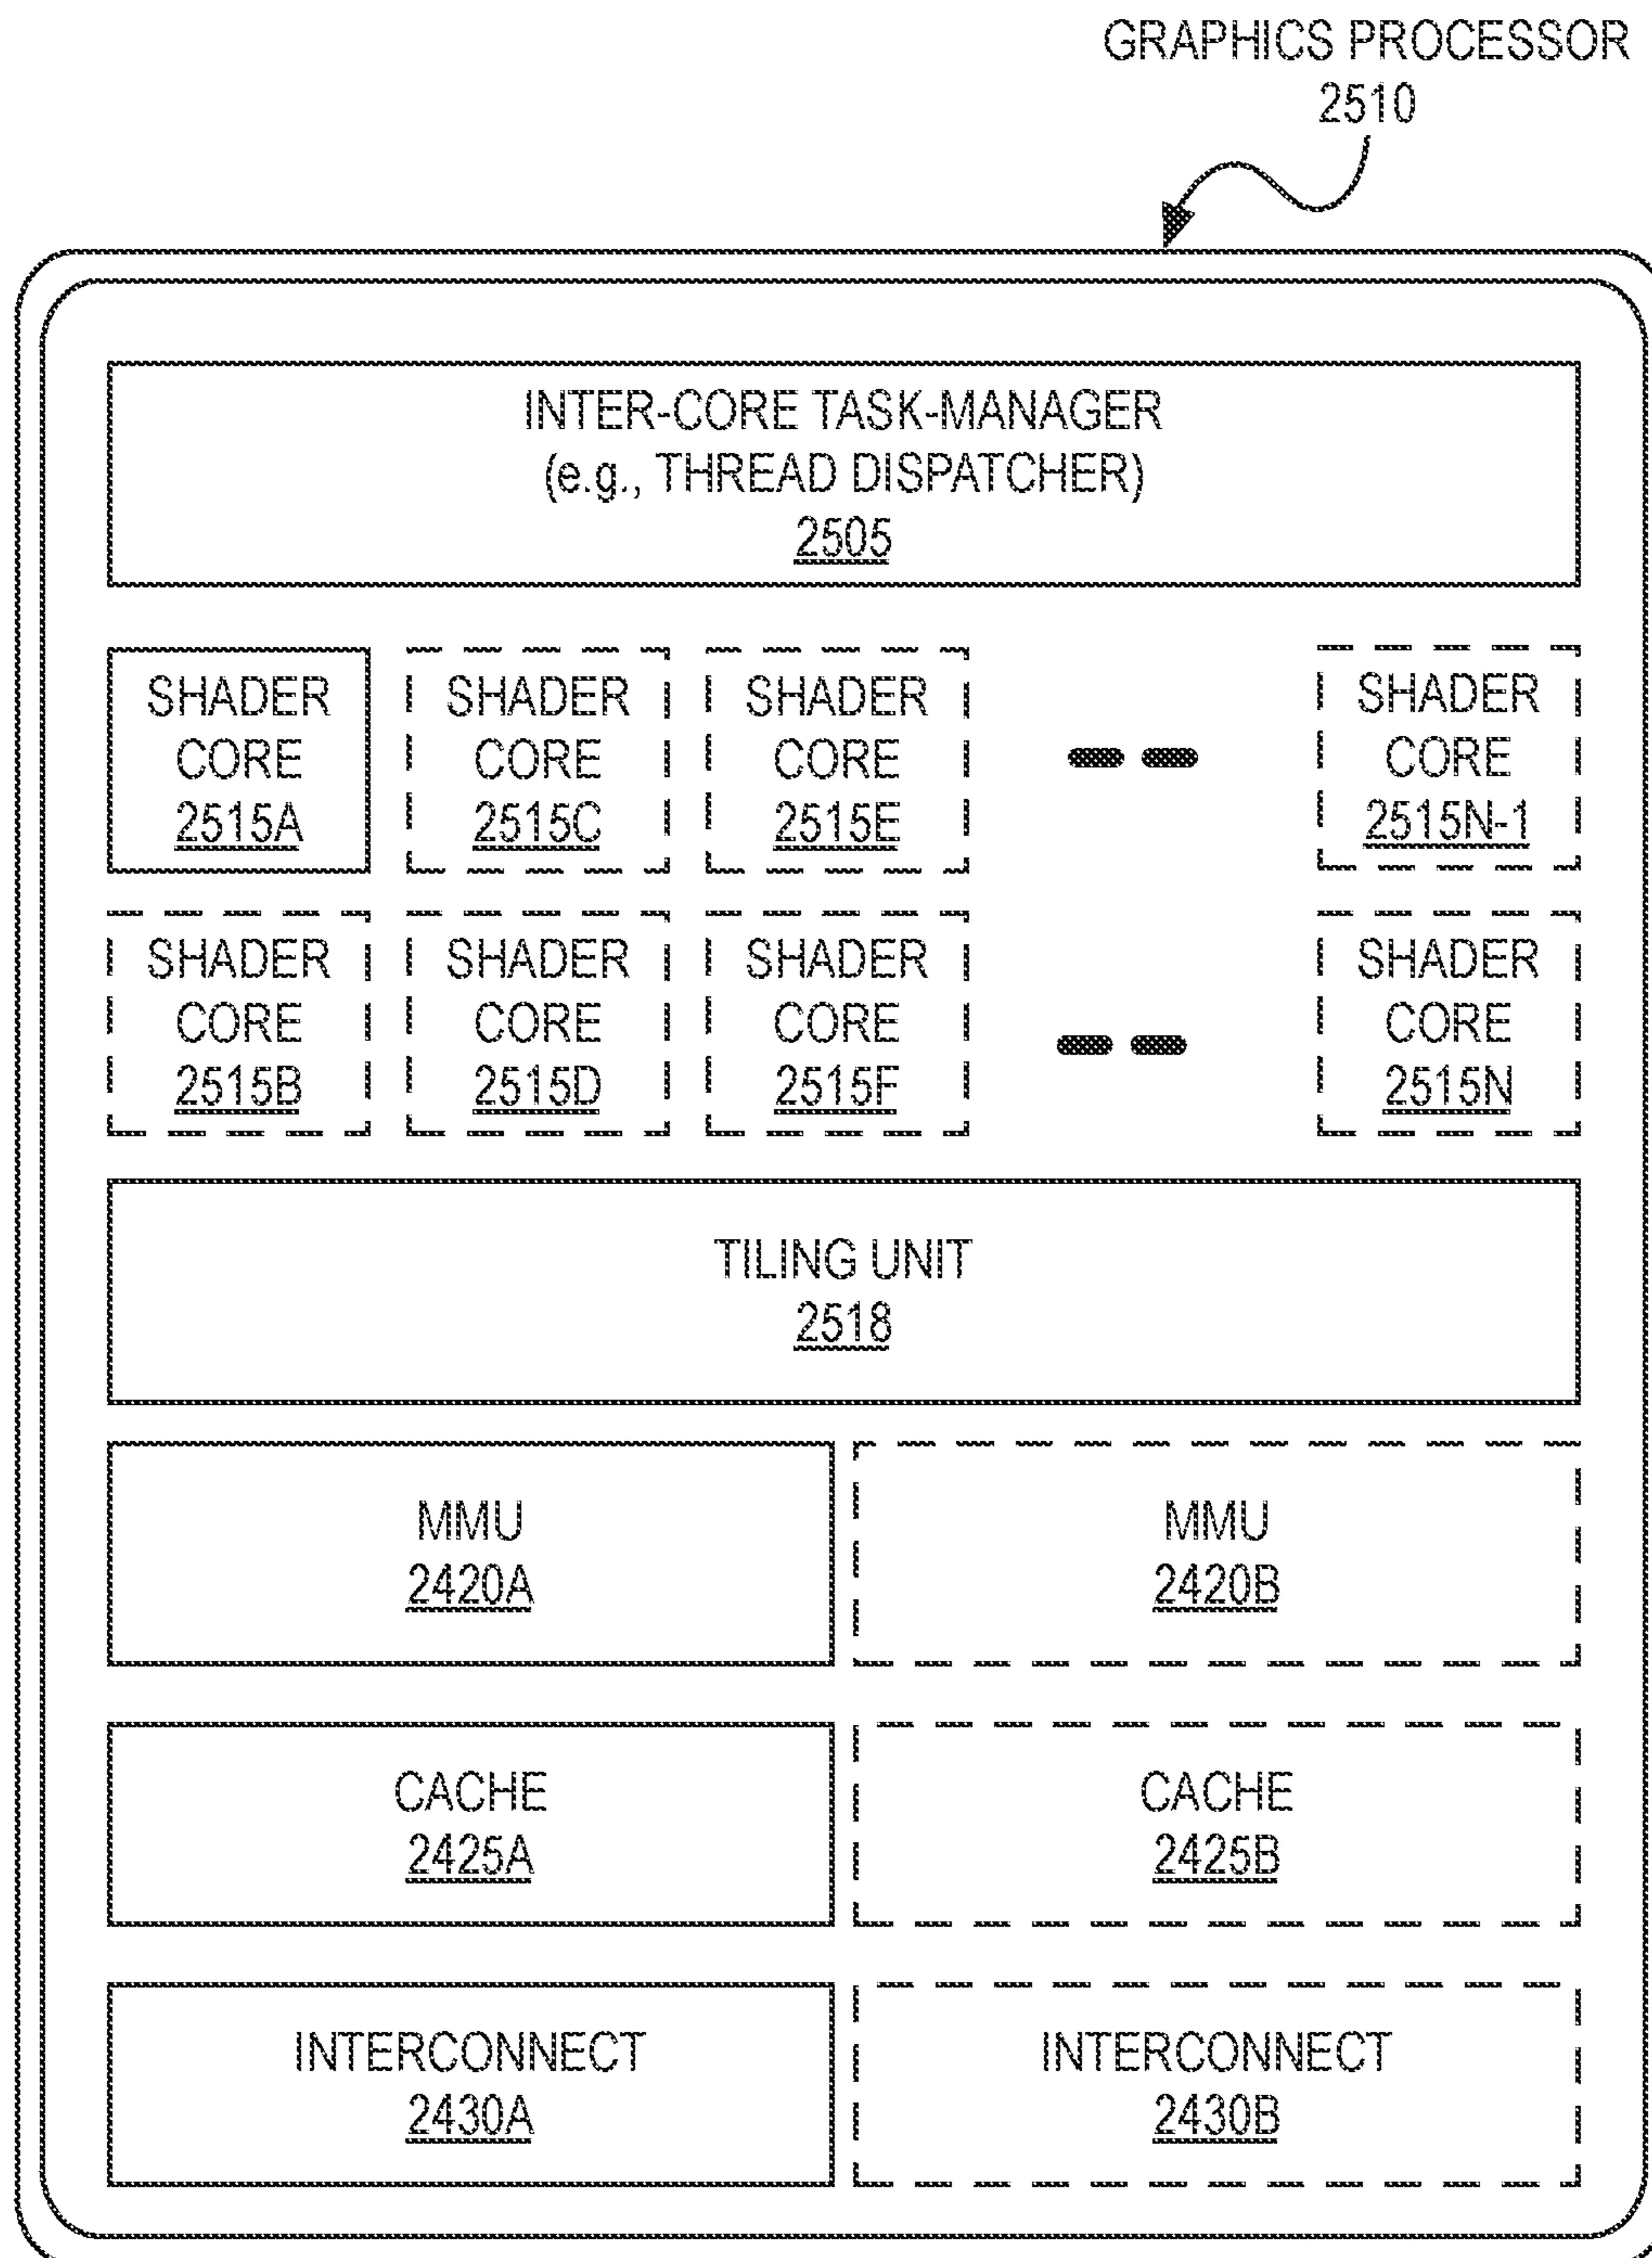 GRAPHICS PROCESSOR
2510
INTER-CORE TASK-MANAGER
(e.g., THREAD DISPATCHER)
2505
SHADER
CORE
2515A
SHADER
CORE
2515C
SHADER
CORE
2515E
SHADER
CORE
2515N-1
SHADER
CORE
2515B
SHADER
CORE
2515D
SHADER
CORE
2515F
SHADER
CORE
2515N
TILING UNIT
2518
MMU
2420A
MMU
2420B
CACHE
2425A
CACHE
2425B
INTERCONNECT
2430A
INTERCONNECT
2430B